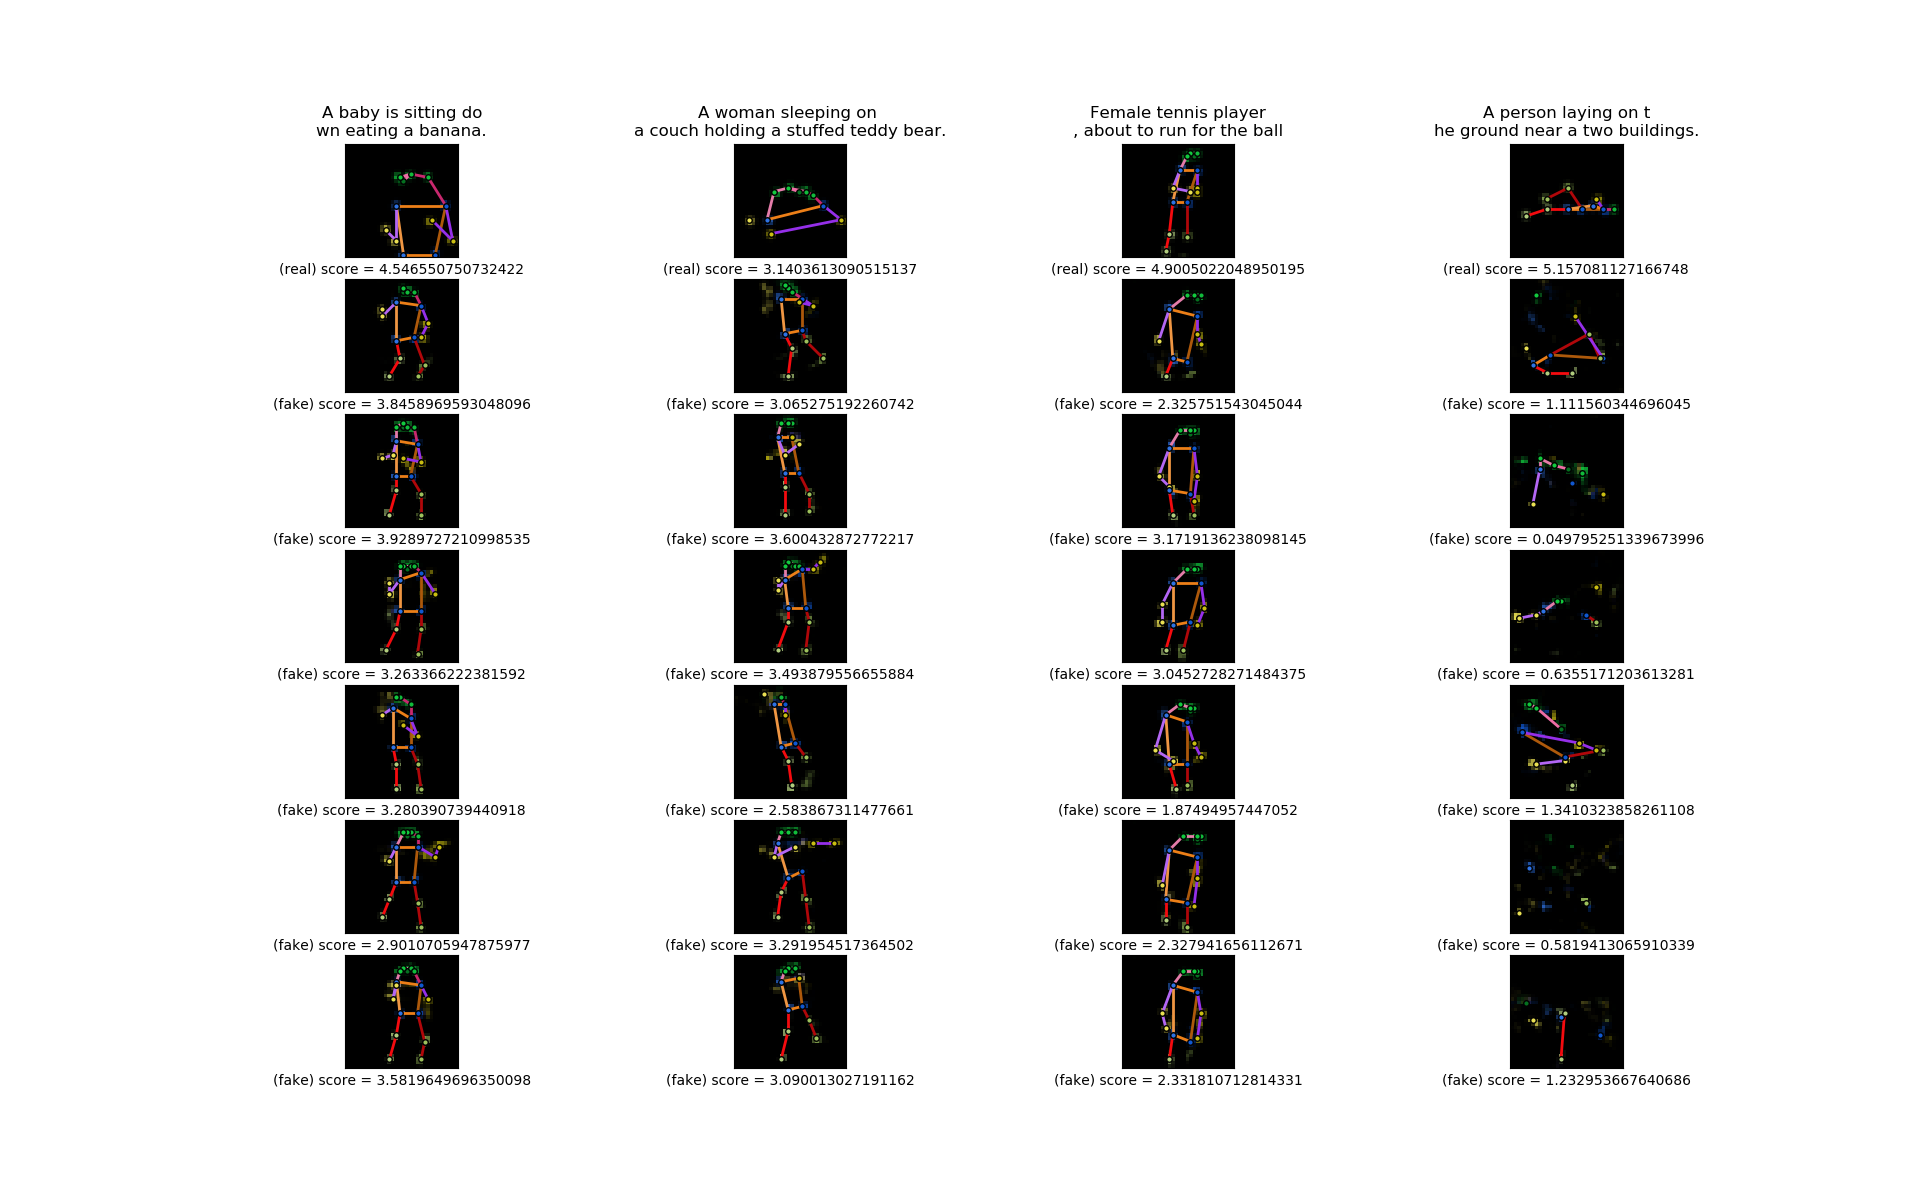 A baby is sitting do
wn eating a banana.
A woman sleeping on
a couch holding a stuffed teddy bear.
Female tennis player
, about to run for the ball
A person laying on t
he ground near a two buildings.
(real) score = 4.546550750732422
(real) score = 3.1403613090515137
(real) score = 4.9005022048950195
(real) score = 5.157081127166748
(fake) score = 3.8458969593048096
(fake) score = 3.065275192260742
(fake) score = 2.325751543045044
(fake) score = 1.111560344696045
(fake) score = 3.9289727210998535
(fake) score = 3.600432872772217
(fake) score = 3.1719136238098145
(fake) score = 0.049795251339673996
(fake) score = 3.263366222381592
(fake) score = 3.493879556655884
(fake) score = 3.0452728271484375
(fake) score = 0.6355171203613281
(fake) score = 3.280390739440918
(fake) score = 2.583867311477661
(fake) score = 1.87494957447052
(fake) score = 1.3410323858261108
(fake) score = 2.9010705947875977
(fake) score = 3.291954517364502
(fake) score = 2.327941656112671
(fake) score = 0.5819413065910339
(fake) score = 3.5819649696350098
(fake) score = 3.090013027191162
(fake) score = 2.331810712814331
(fake) score = 1.232953667640686